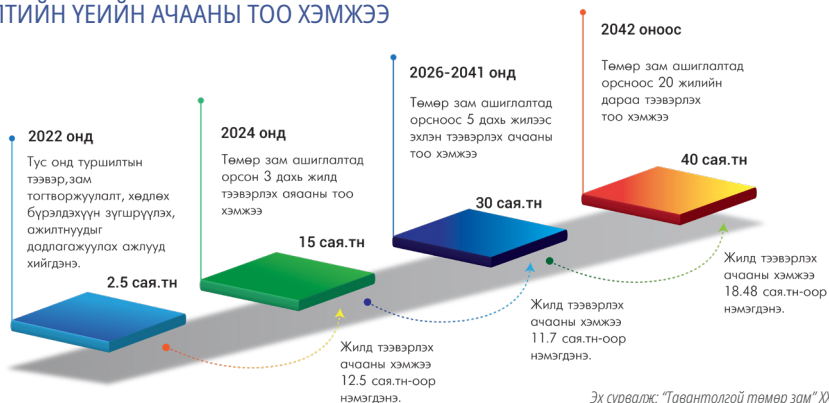 ЛТИЙН ҮЕИЙН АЧААНЫ ТОО ХЭМЖЭЭ
2022 онд
Тус онд туршилтын
тээвэр,зам
тогтворжуулалт, хөдлөх
бүрэлдэхүүн зүгшрүүлэх,
ажилтнуудыг
дадлагажуулах ажлууд
хийгдэнэ.
2.5 сая.тн
2024 онд
Төмөр зам ашиглалтад
орсон 3 дахь жилд
тээвэрлэх аяааны тоо
хэмжээ
15 сая.тн
2026-2041 онд
Төмөр зам ашиглалтад
орсноос 5 дахь жилээс
эхлэн тээвэрлэх ачааны
тоо хэмжээ
30 сая.тн
2042 оноос
Төмөр зам ашиглалтад
орсноос 20 жилийн
дараа тээвэрлэх
тоо хэмжээ
40 сая.тн
Жилд тээвэрлэх
ачааны хэмжээ
12.5 сая.тн-оор
нэмэгдэнэ.
Жилд тээвэрлэх
ачааны хэмжээ
11.7 сая.тн-оор
нэмэгдэнэ.
Жилд тээвэрлэх
ачааны хэмжээ
18.48 сая.тн-оор
нэмэгдэнэ.
Эх сурвалж: "Тавантолгой төмөр зам"